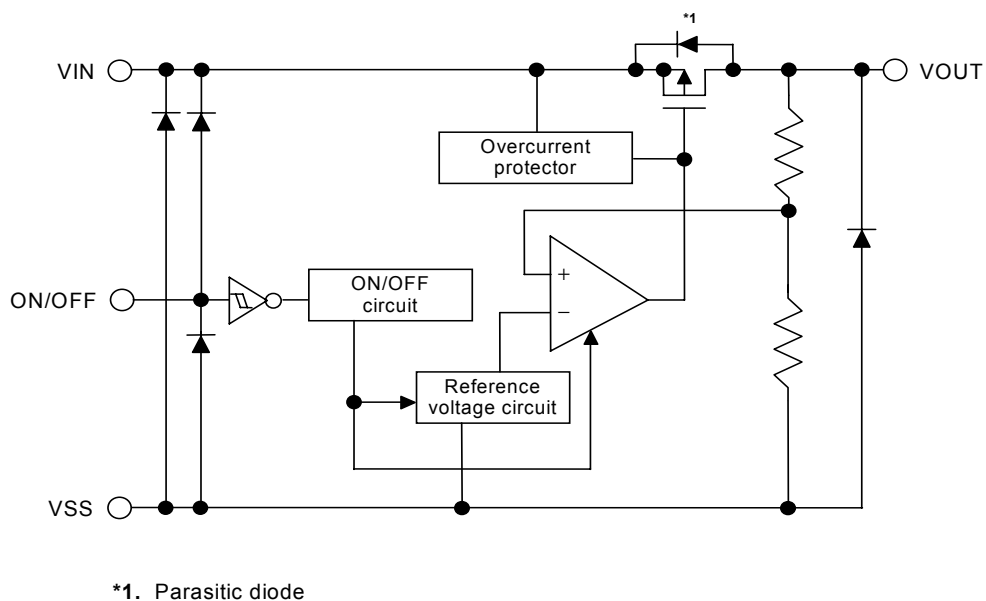 *1
VIN
VOUT
Overcurrent
protector
+
ON/OFF
ON/OFF
circuit
−
Reference
voltage circuit
VSS
*1. Parasitic diode